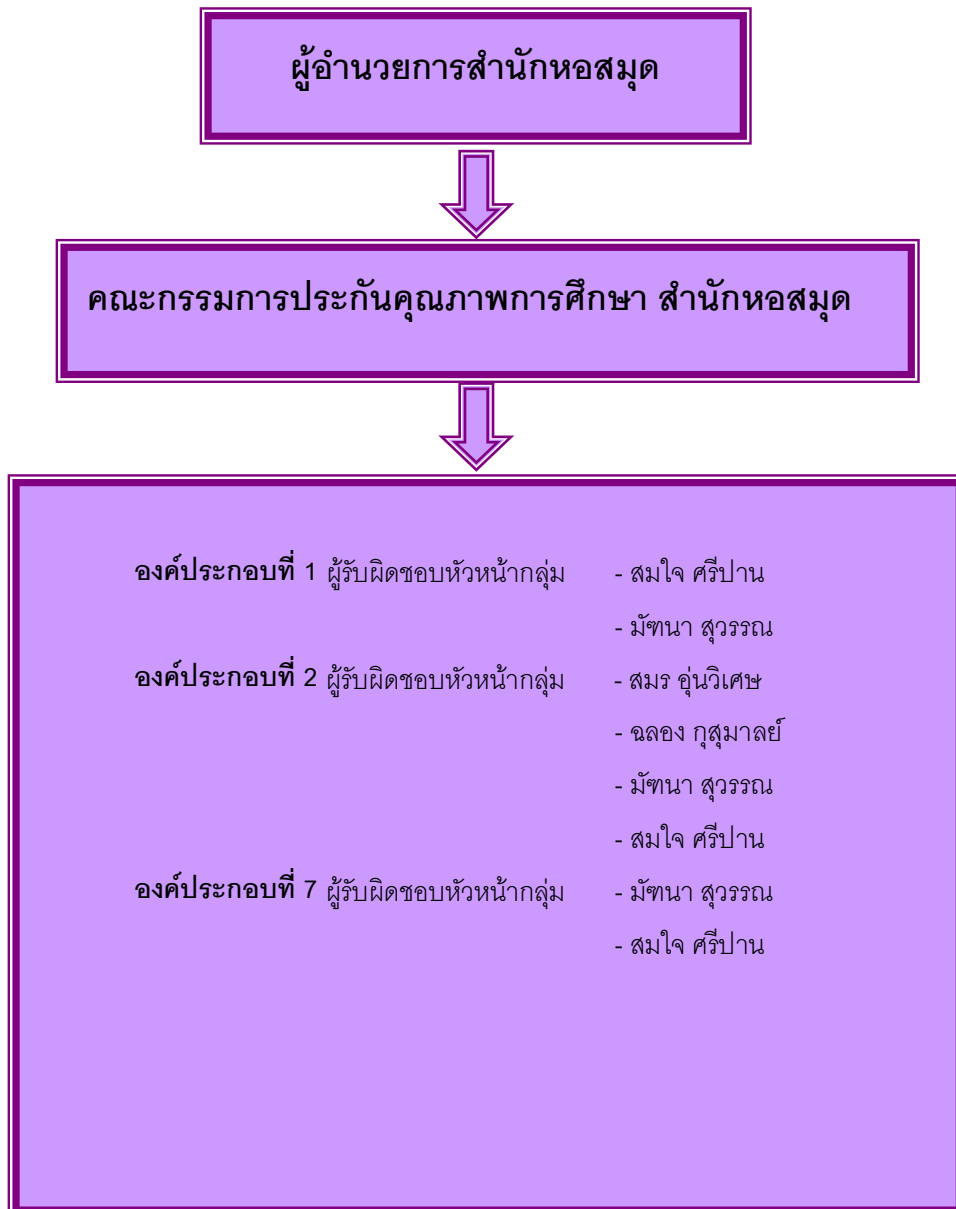 ผู้อำนวยการสำนักหอสมุด
คณะกรรมการประกันคุณภาพการศึกษา สำนักหอสมุด
องค์ประกอบที่ 1 ผู้รับผิดชอบหัวหน้ากลุ่ม - สมใจ ศรีปาน
- มัฑนา สุวรรณ
องค์ประกอบที่ 2 ผู้รับผิดชอบหัวหน้ากลุ่ม - สมร อุ่นวิเศษ
- ฉลอง กุสุมาลย์
- มัฑนา สุวรรณ
- สมใจ ศรีปาน
องค์ประกอบที่ 7 ผู้รับผิดชอบหัวหน้ากลุ่ม - มัฑนา สุวรรณ
- สมใจ ศรีปาน